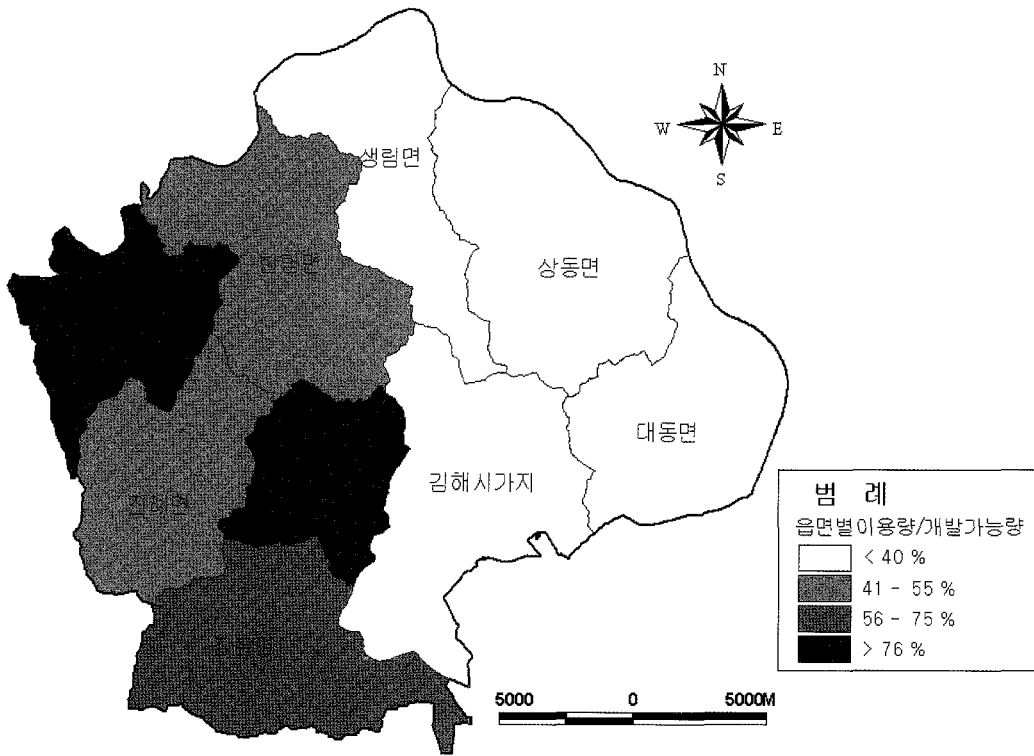 N
W E
S
생림면
상동면
대동면
김해시가지
범 례
읍면별이용량/개발가능량
< 40 %
41 - 55 %
56 - 75 %
> 76 %
5000 0 5000M